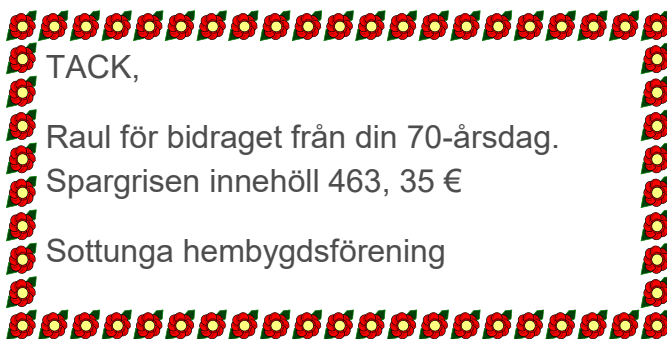 TACK,
Raul för bidraget från din 70-årsdag.
Spargrisen innehöll 463, 35 €
Sottunga hembygdsförening